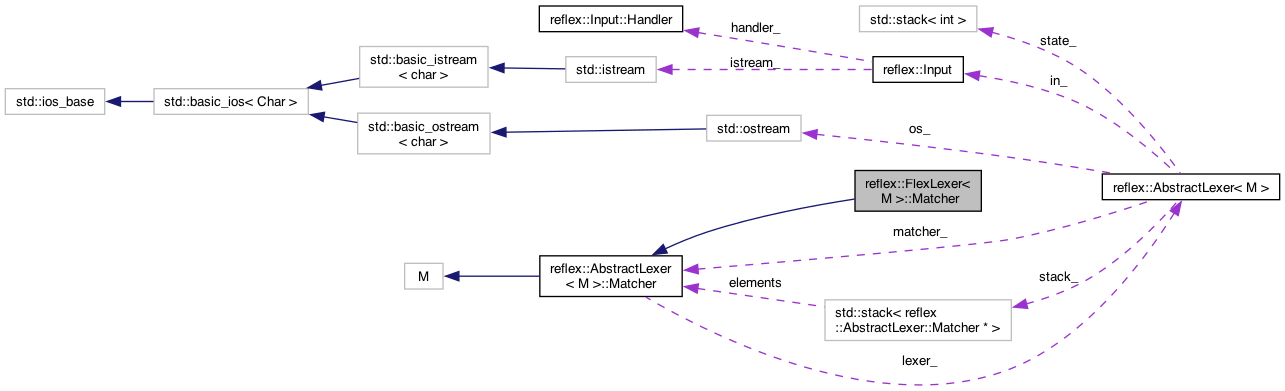 reflex::Input::Handler
std::stack< int >
handler_
state_
std::basic_istream
< char >
istream_
std::istream
reflex::Input
in_
std::ios_base
std::basic_ios< Char >
std::basic_ostream
< char >
std::ostream
os_
reflex::FlexLexer<
M >::Matcher
reflex::AbstractLexer< M >
matcher_
M
reflex::AbstractLexer
< M >::Matcher
elements
stack_
std::stack< reflex
::AbstractLexer::Matcher * >
lexer_